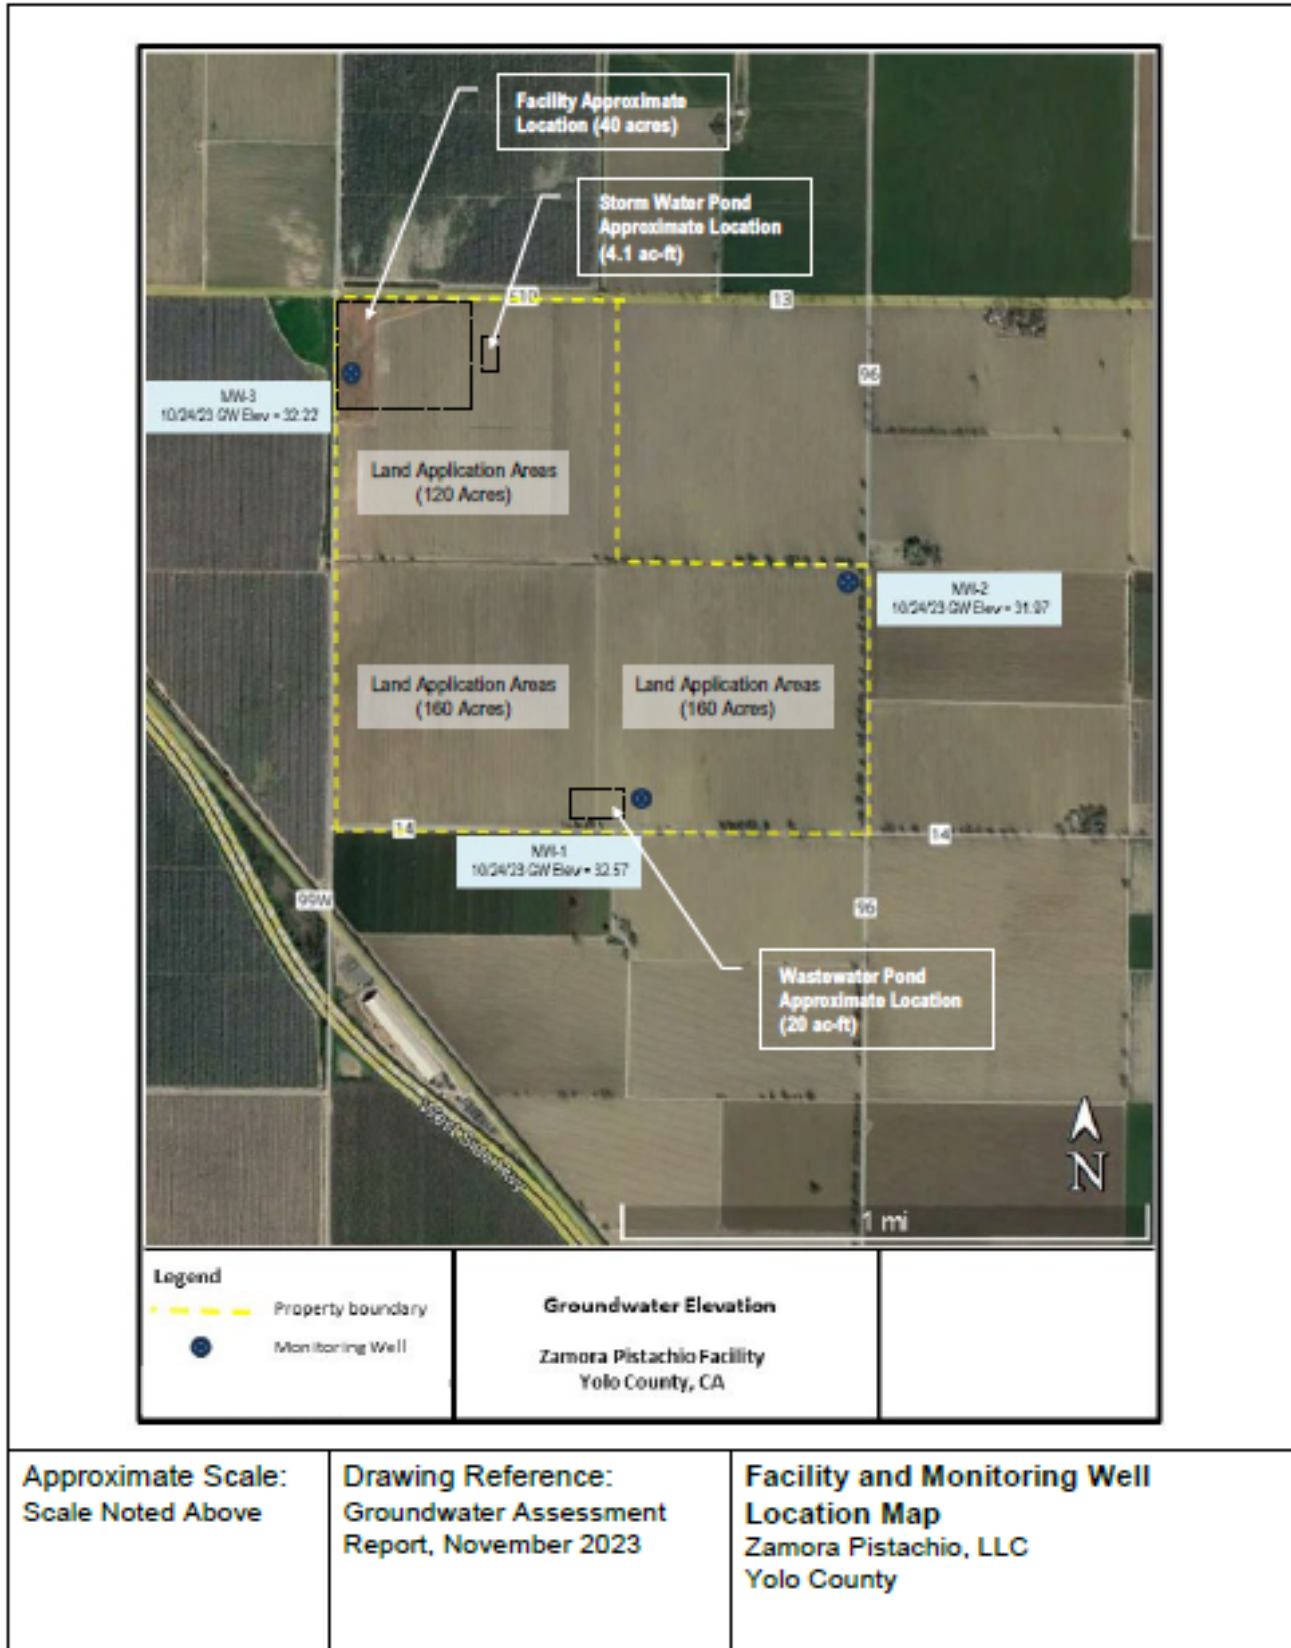 Facility Approximate
Location (40 acres)
Storm Water Pond
Approximate Location
(4.1 ac-ft)
E10
13
96
MW-3
10/24/23 GW Elev = 32.22
Land Application Areas
(120 Acres)
MW-2
10/24/23 GW Elev = 31.97
Land Application Areas
(160 Acres)
Land Application Areas
(160 Acres)
14
14
MW-1
10/24/23 GW Elev = 32.57
99W
96
Wastewater Pond
Approximate Location
(20 ac-ft)
West Side Hwy
N
1 mi
Legend
Property boundary
Monitoring Well
Groundwater Elevation
Zamora Pistachio Facility
Yolo County, CA
Approximate Scale:
Scale Noted Above
Drawing Reference:
Groundwater Assessment
Report, November 2023
Facility and Monitoring Well
Location Map
Zamora Pistachio, LLC
Yolo County